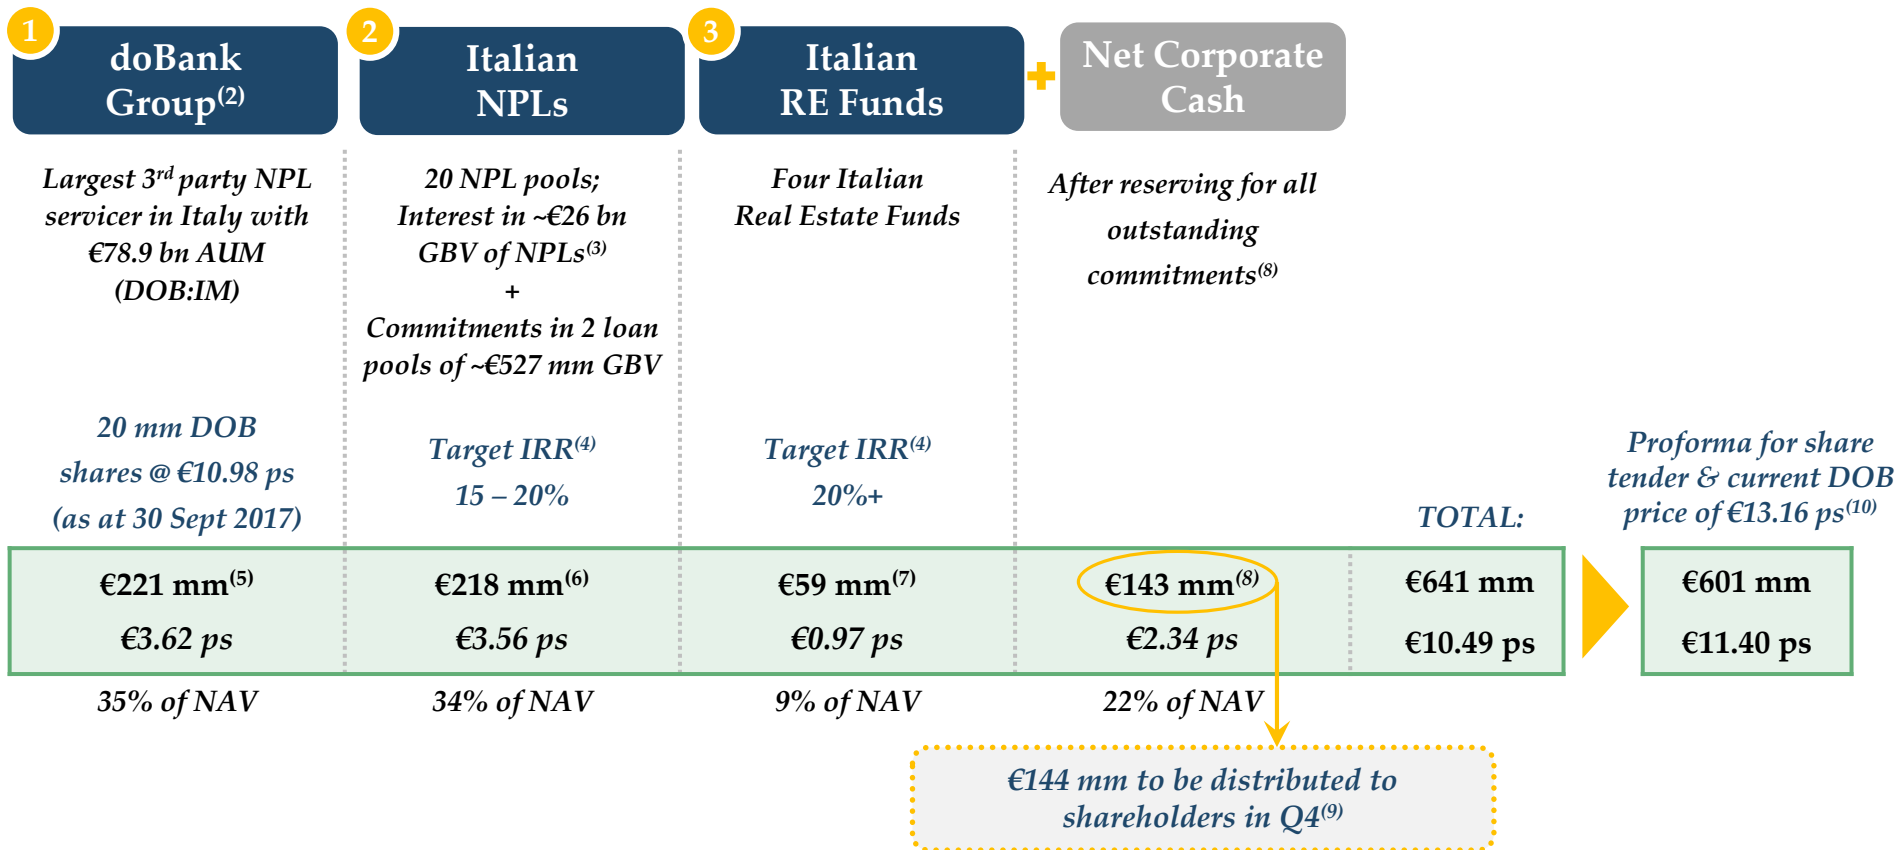 1
doBank
Group(2)
2
Italian
NPLs
3
Italian
RE Funds
Net Corporate
Cash
Largest 3rd party NPL
servicer in Italy with
€78.9 bn AUM
(DOB:IM)
20 NPL pools;
Interest in ~€26 bn
GBV of NPLs(3)
+
Commitments in 2 loan
pools of ~€527 mm GBV
Four Italian
Real Estate Funds
After reserving for all
outstanding
commitments(8)
20 mm DOB
shares @ €10.98 ps
(as at 30 Sept 2017)
Target IRR(4)
15 – 20%
Target IRR(4)
20%+
TOTAL:
Proforma for share
tender & current DOB
price of €13.16 ps(10)
€221 mm(5)
€218 mm(6)
€59 mm(7)
€143 mm(8)
€641 mm
€601 mm
€3.62 ps
€3.56 ps
€0.97 ps
€2.34 ps
€10.49 ps
€11.40 ps
35% of NAV
34% of NAV
9% of NAV
22% of NAV
€144 mm to be distributed to
shareholders in Q4(9)